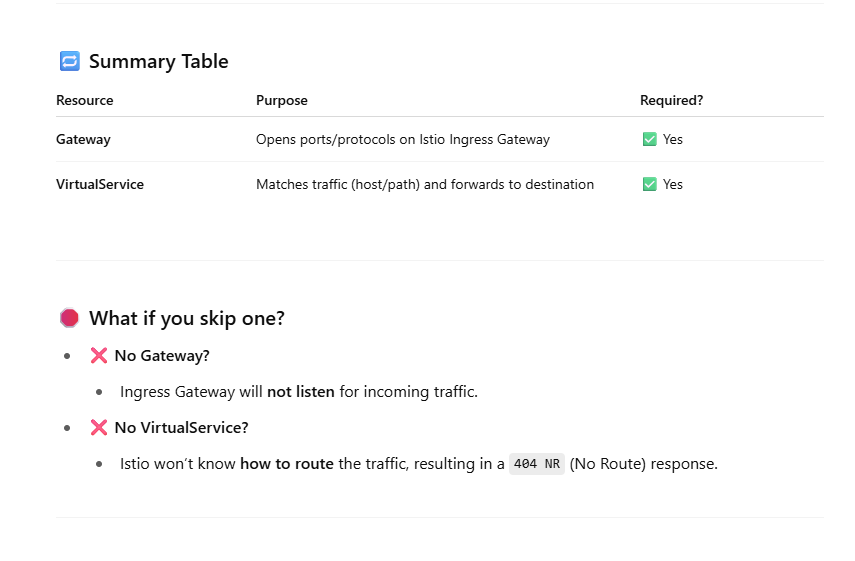 🔁 Summary Table
Resource Purpose Required?
Gateway Opens ports/protocols on Istio Ingress Gateway ✅ Yes
VirtualService Matches traffic (host/path) and forwards to destination ✅ Yes
🛑 What if you skip one?
• ❌ No Gateway?
• Ingress Gateway will not listen for incoming traffic.
• ❌ No VirtualService?
• Istio won’t know how to route the traffic, resulting in a 404 NR (No Route) response.